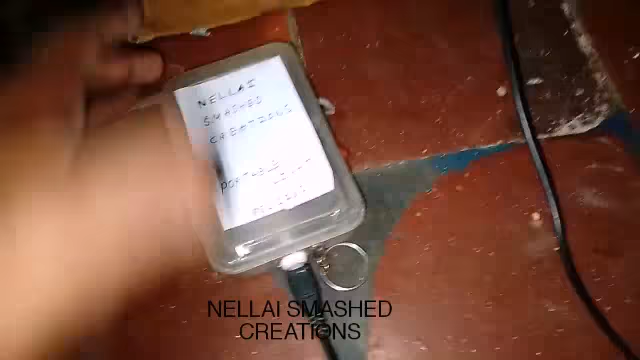 NELLAI
SMASHED
CREATIONS
PORTABLE
NELLAI SMASHED
CREATIONS